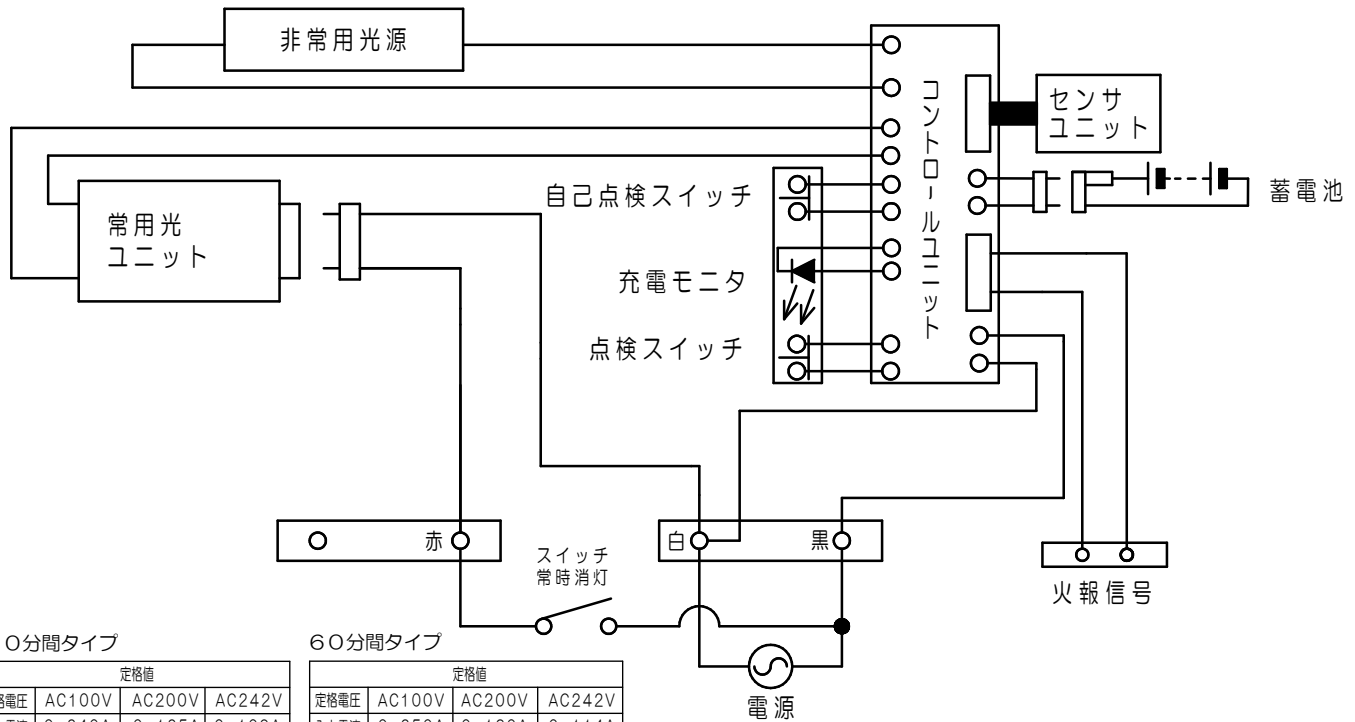 非常用光源
コントロールユニット
センサ
ユニット
自己点検スイッチ
蓄電池
常用光
ユニット
充電モニタ
点検スイッチ
赤
白
黒
スイッチ
常時消灯
火報信号
電源
0分間タイプ
定格値
格電圧 AC100V AC200V AC242V
60分間タイプ
定格値
定格電圧 AC100V AC200V AC242V